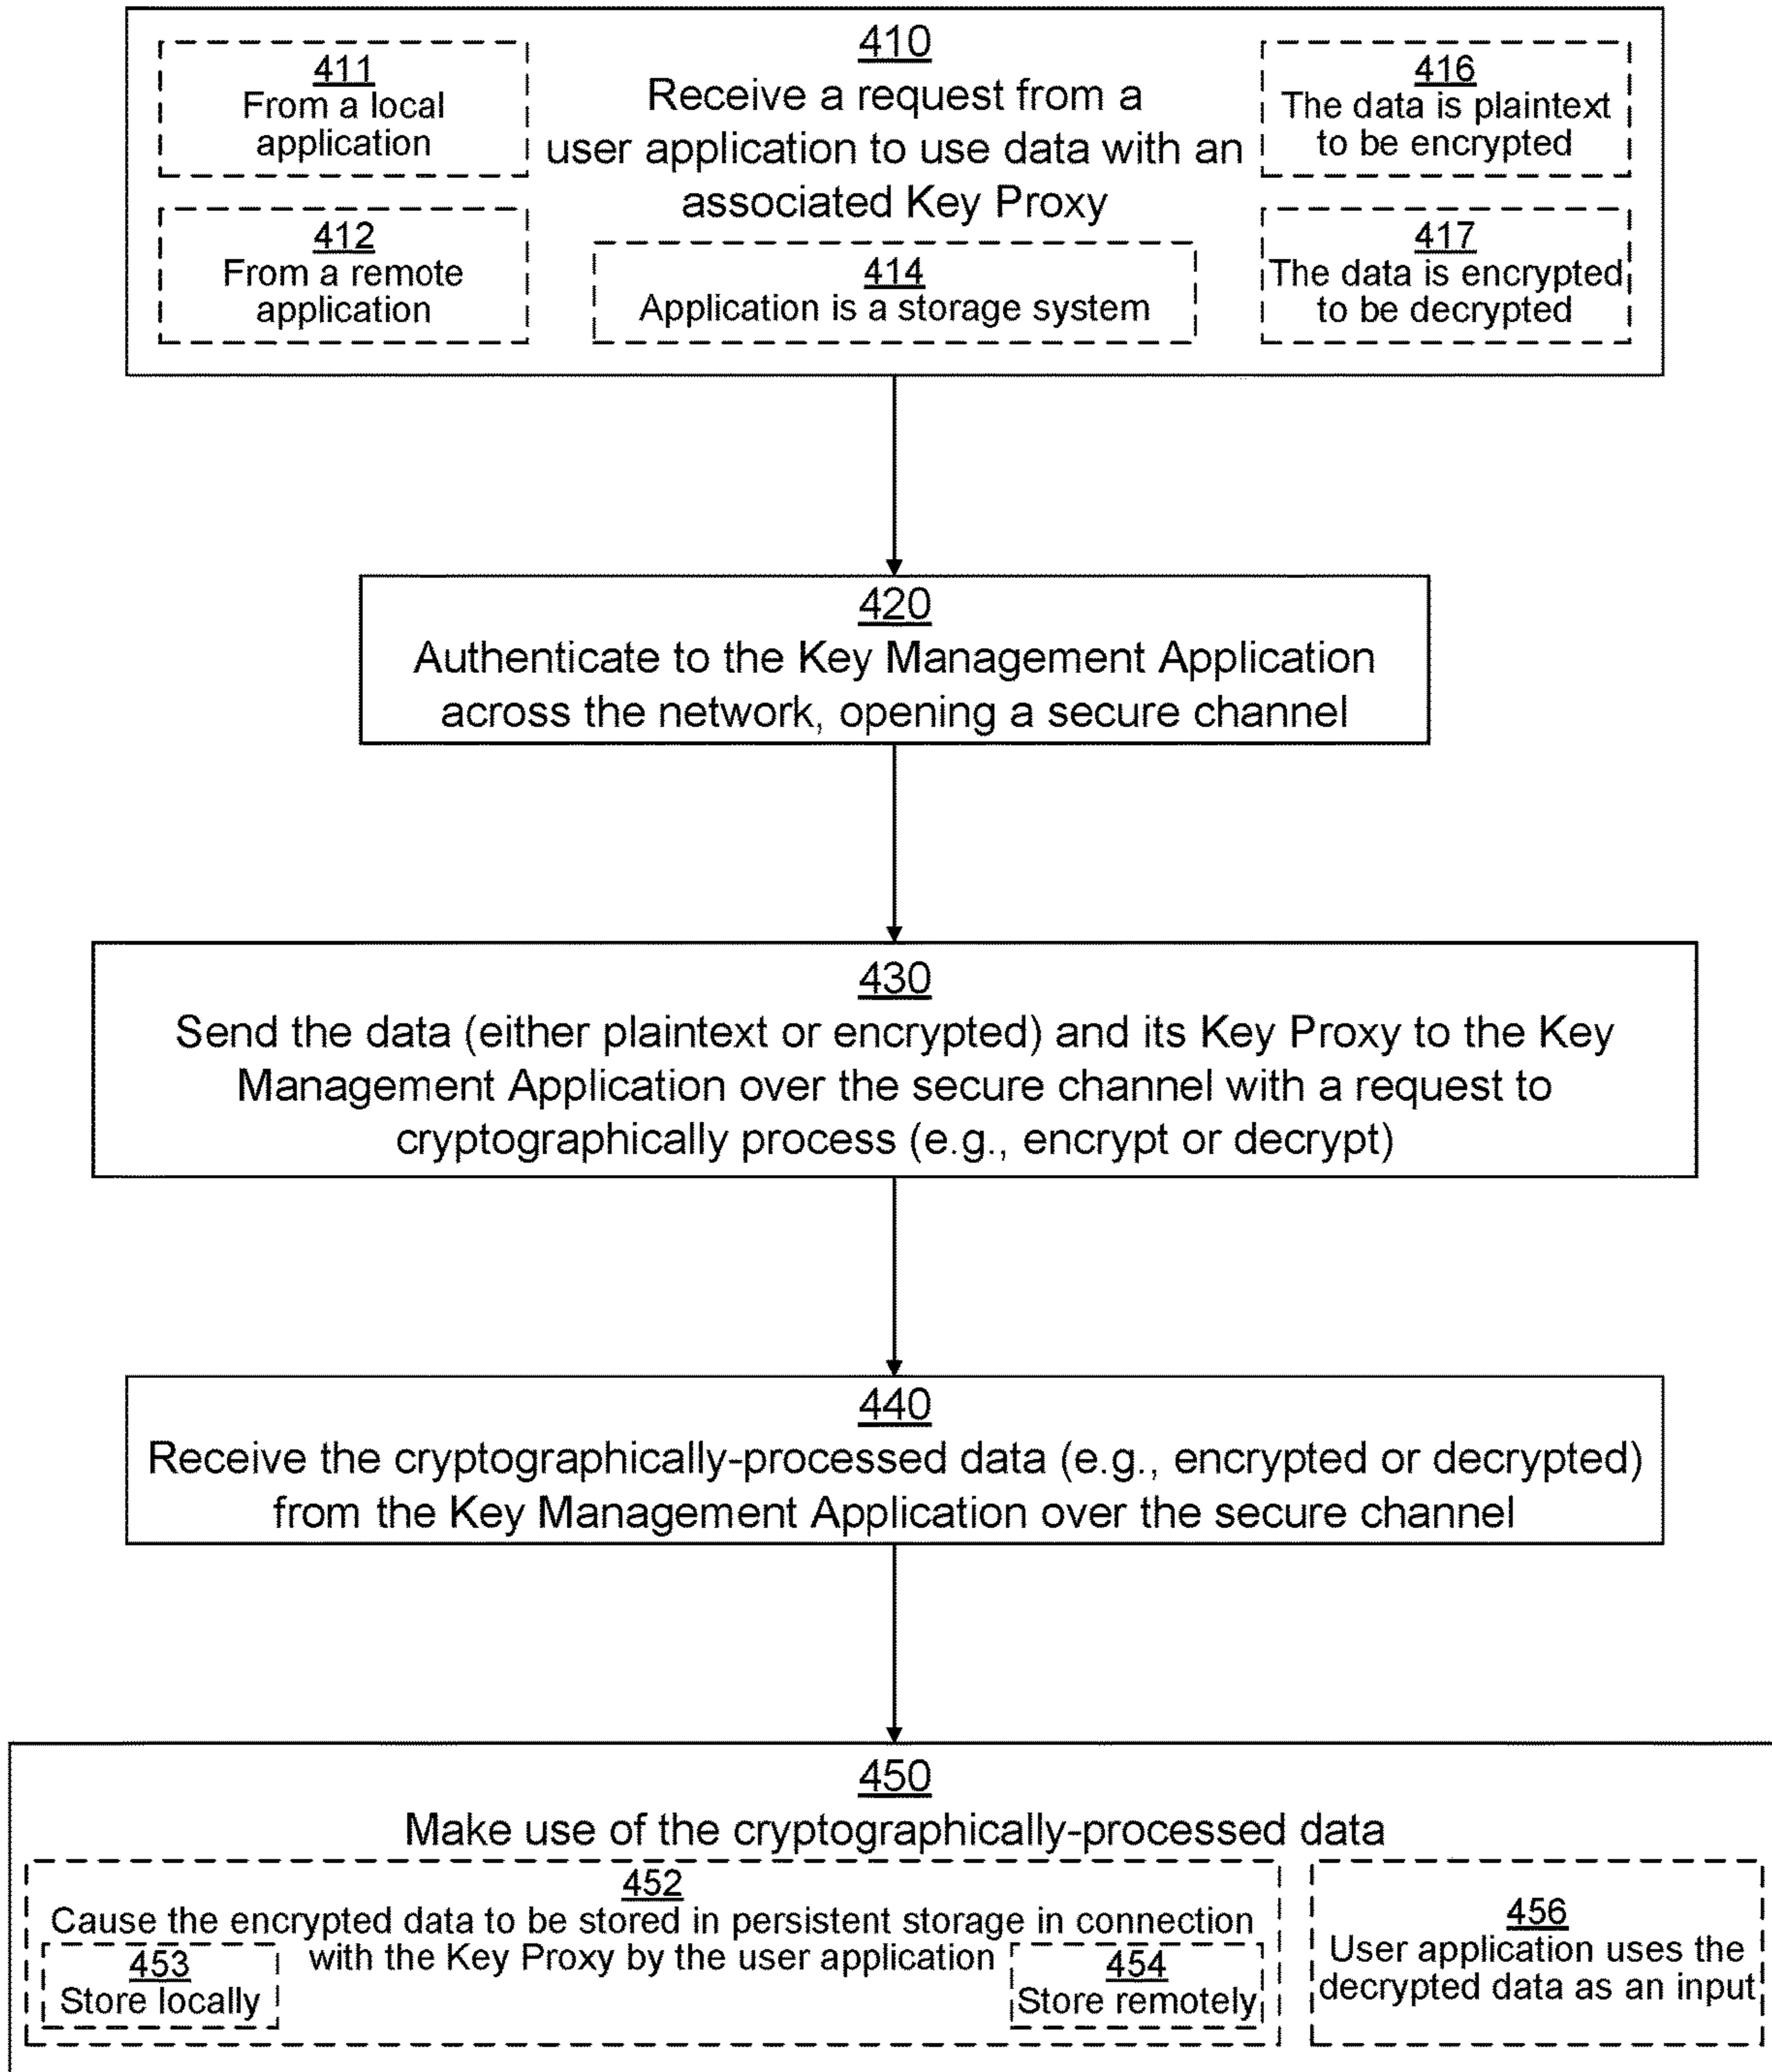 410
Receive a request from a
user application to use data with an
associated Key Proxy
411
From a local
application
412
From a remote
application
414
Application is a storage system
416
The data is plaintext
to be encrypted
417
The data is encrypted
to be decrypted
420
Authenticate to the Key Management Application
across the network, opening a secure channel
430
Send the data (either plaintext or encrypted) and its Key Proxy to the Key
Management Application over the secure channel with a request to
cryptographically process (e.g., encrypt or decrypt)
440
Receive the cryptographically-processed data (e.g., encrypted or decrypted)
from the Key Management Application over the secure channel
450
Make use of the cryptographically-processed data
452
Cause the encrypted data to be stored in persistent storage in connection
with the Key Proxy by the user application
453
Store locally
454
Store remotely
456
User application uses the
decrypted data as an input